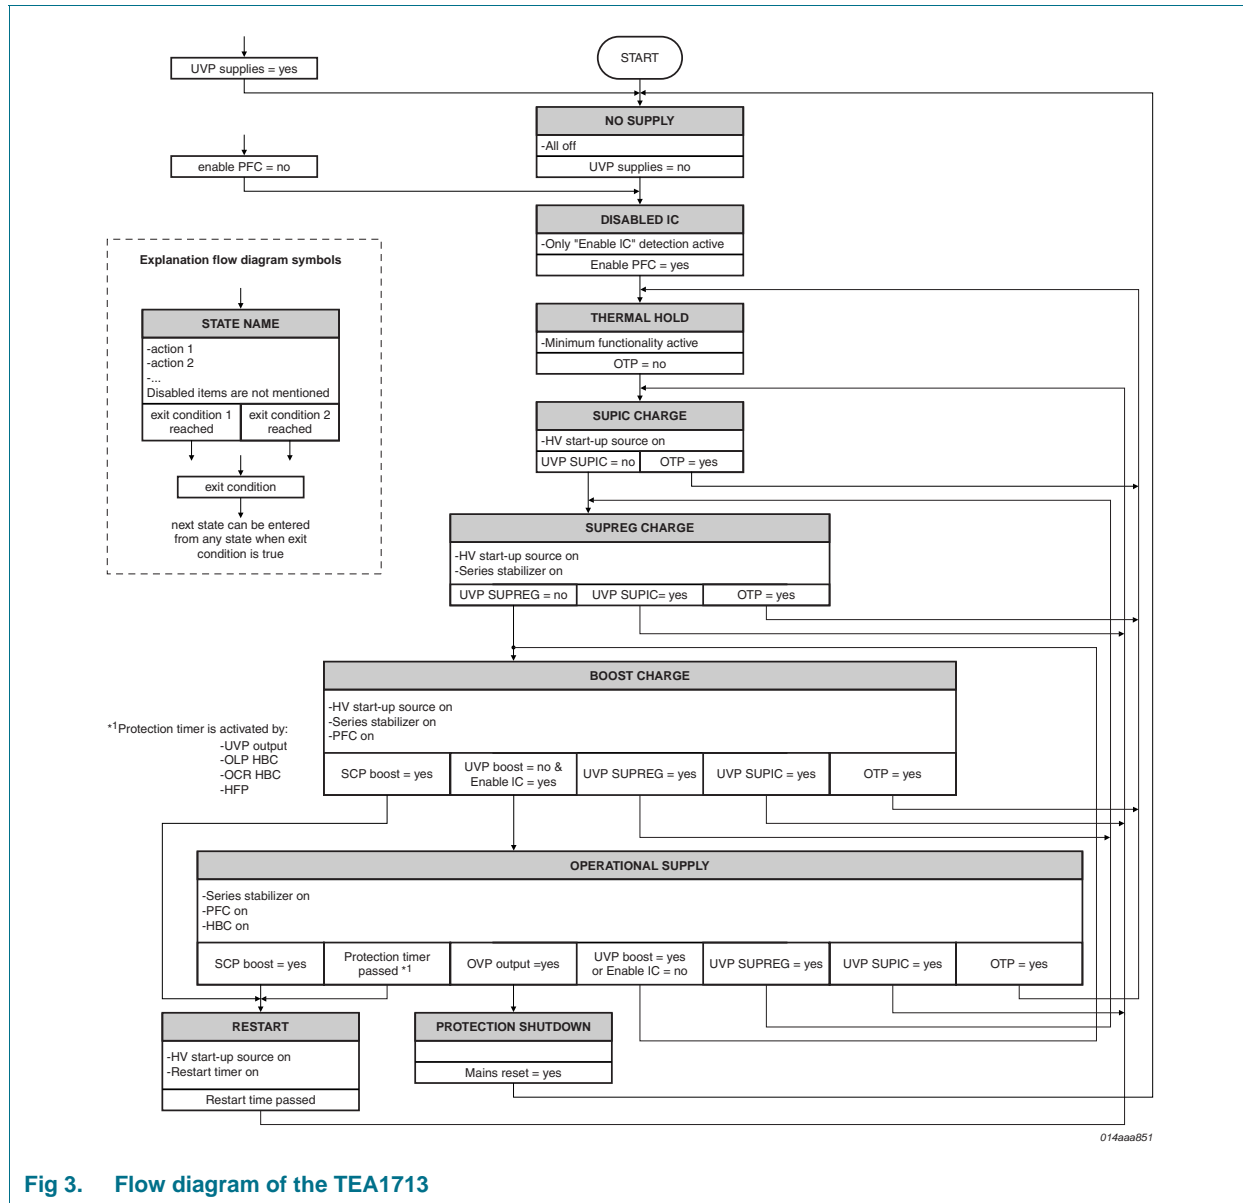 UVP supplies = yes
START
NO SUPPLY
-All off
UVP supplies = no
enable PFC = no
DISABLED IC
-Only "Enable IC" detection active
Enable PFC = yes
Explanation flow diagram symbols
STATE NAME
-action 1
-action 2
-...
Disabled items are not mentioned
exit condition 1
reached
exit condition 2
reached
exit condition
next state can be entered
from any state when exit
condition is true
THERMAL HOLD
-Minimum functionality active
OTP = no
SUPIC CHARGE
-HV start-up source on
UVP SUPIC = no
OTP = yes
SUPREG CHARGE
-HV start-up source on
-Series stabilizer on
UVP SUPREG = no
UVP SUPIC= yes
OTP = yes
BOOST CHARGE
-HV start-up source on
-Series stabilizer on
-PFC on
SCP boost = yes
UVP boost = no &
Enable IC = yes
UVP SUPREG = yes
UVP SUPIC = yes
OTP = yes
*1Protection timer is activated by:
-UVP output
-OLP HBC
-OCR HBC
-HFP
OPERATIONAL SUPPLY
-Series stabilizer on
-PFC on
-HBC on
SCP boost = yes
Protection timer
passed *1
OVP output =yes
UVP boost = yes
or Enable IC = no
UVP SUPREG = yes
UVP SUPIC = yes
OTP = yes
RESTART
-HV start-up source on
-Restart timer on
Restart time passed
PROTECTION SHUTDOWN
Mains reset = yes
014aaa851
Fig 3. Flow diagram of the TEA1713